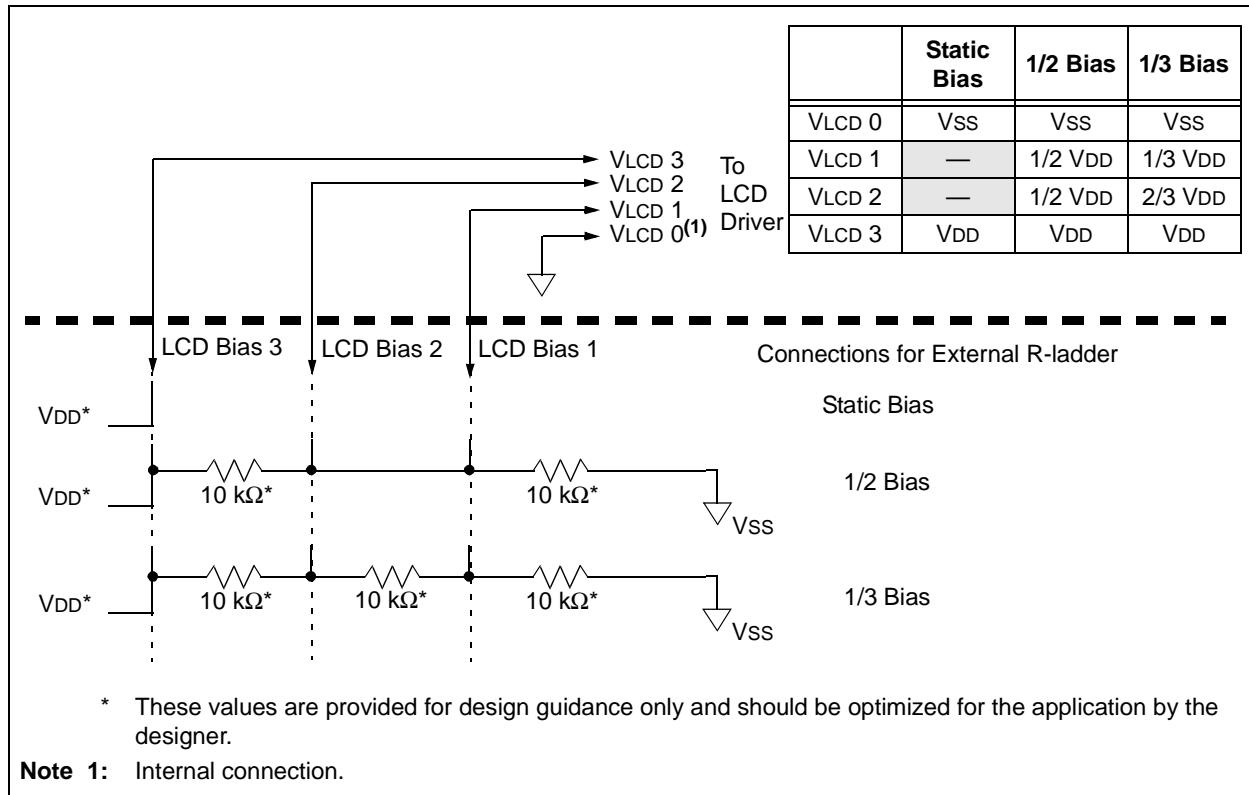 Static Bias 1/2 Bias 1/3 Bias
VLCD 0 VSS VSS VSS
VLCD 1 — 1/2 VDD 1/3 VDD
VLCD 2 — 1/2 VDD 2/3 VDD
VLCD 3 VDD VDD VDD
VLCD 3
VLCD 2
VLCD 1
VLCD 0(1)
To
LCD
Driver
LCD Bias 3 LCD Bias 2 LCD Bias 1 Connections for External R-ladder
VDD* Static Bias
VDD* 10 kΩ* 10 kΩ* VSS 1/2 Bias
VDD* 10 kΩ* 10 kΩ* 10 kΩ* VSS 1/3 Bias
* These values are provided for design guidance only and should be optimized for the application by the
designer.
Note 1: Internal connection.